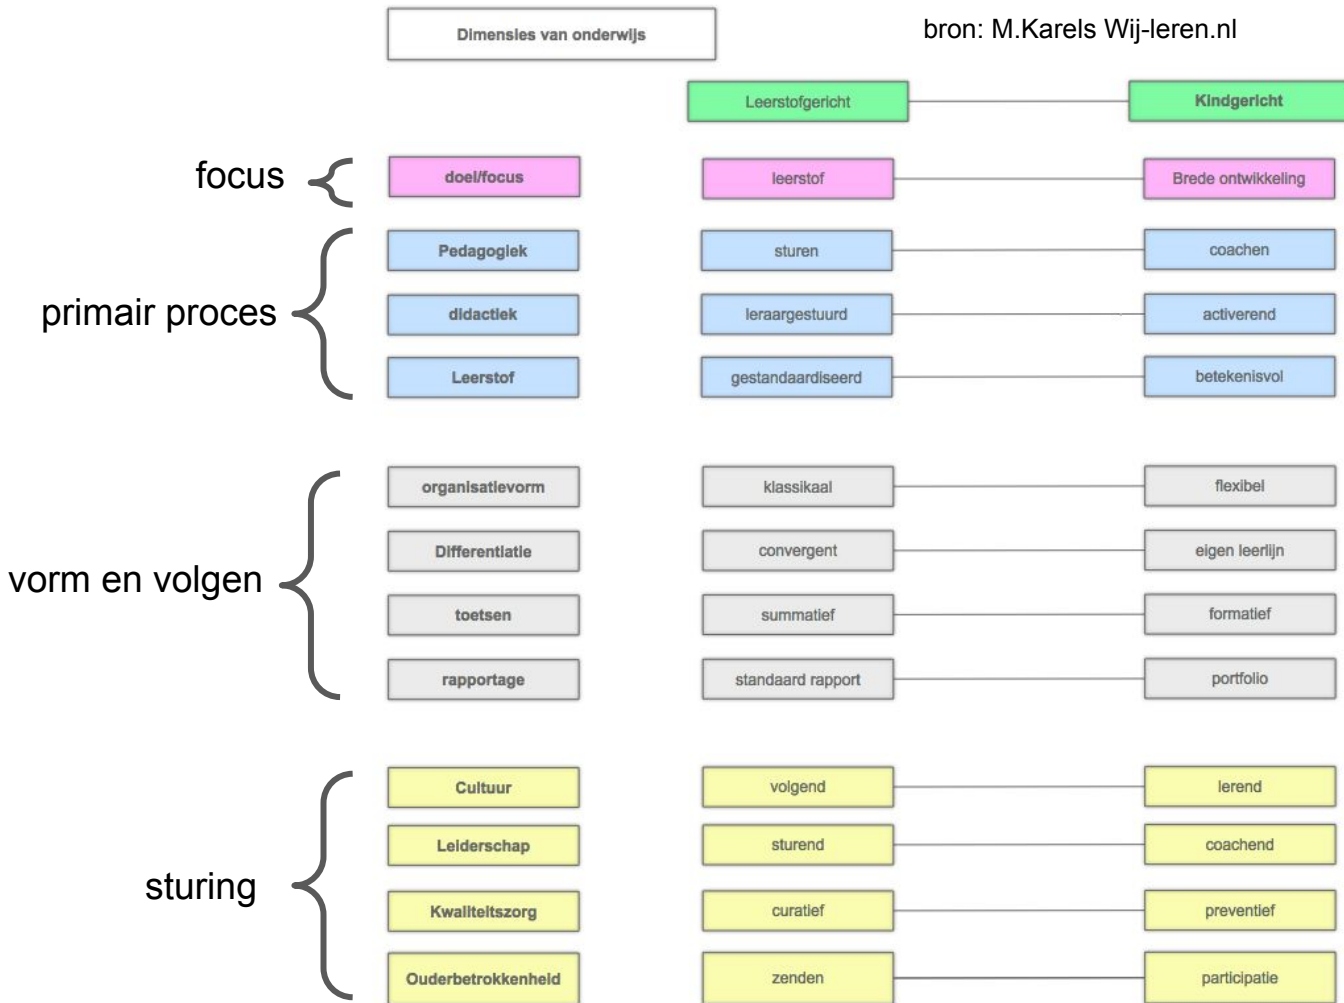 Dimensies van onderwijs
bron: M.Karels Wij-leren.nl
Leerstofgericht
Kindgericht
focus
doel/focus
leerstof
Brede ontwikkeling
Pedagogiek
sturen
coachen
primair proces
didactiek
leraargestuurd
activerend
Leerstof
gestandaardiseerd
betekenisvol
organisatievorm
klassikaal
flexibel
Differentiatie
convergent
eigen leerlijn
vorm en volgen
toetsen
summatief
formatief
rapportage
standaard rapport
portfolio
Cultuur
volgend
lerend
Leiderschap
sturend
coachend
sturing
Kwaliteitszorg
curatief
preventief
Ouderbetrokkenheid
zenden
participatie